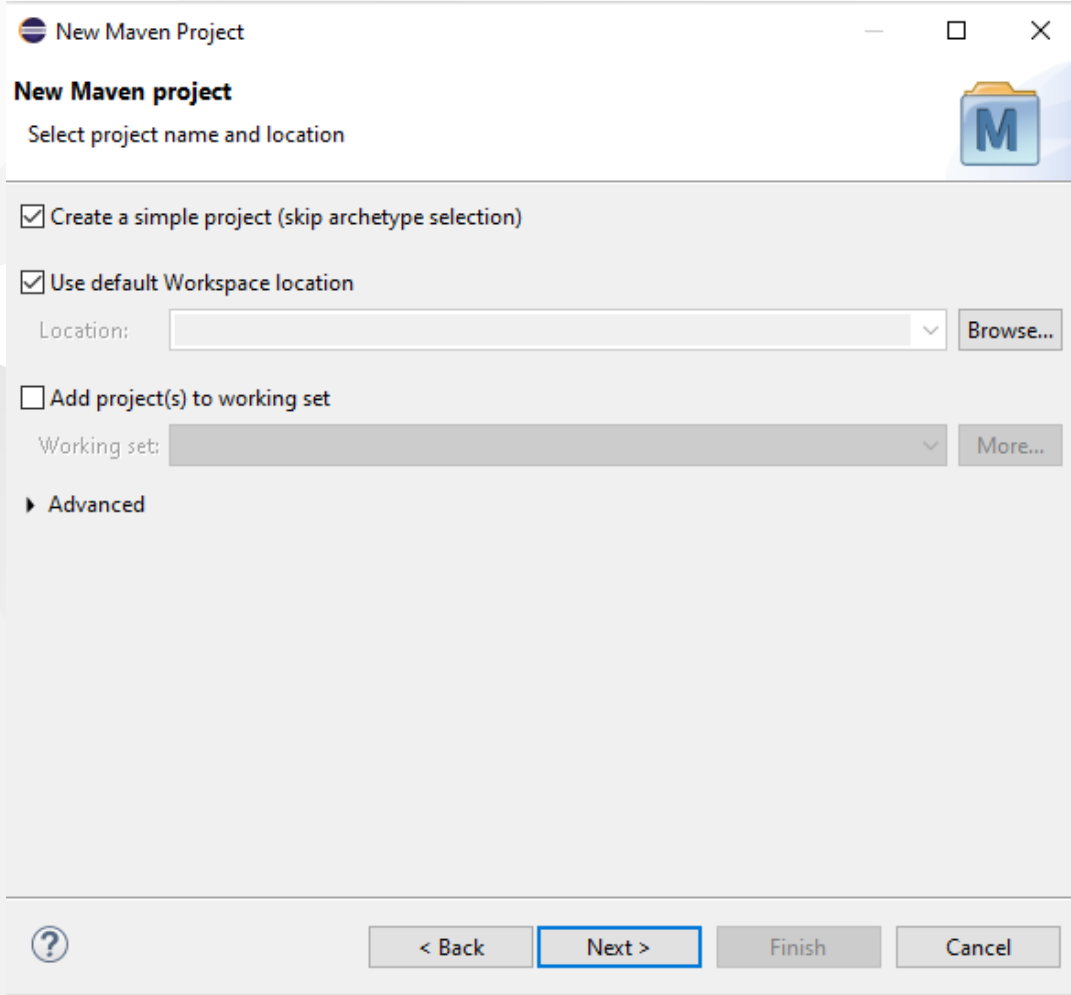 New Maven Project
New Maven project
Select project name and location
M
Create a simple project (skip archetype selection)
Use default Workspace location
Location:
Browse...
Add project(s) to working set
Working set:
More...
Advanced
?
< Back
Next >
Finish
Cancel